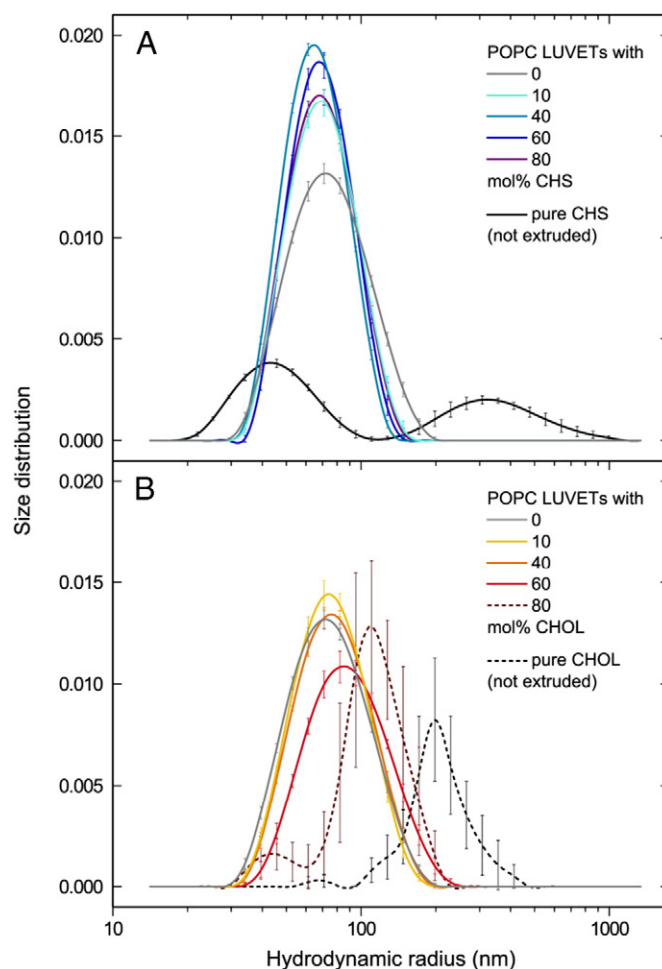 A
0.020
0.015
0.010
0.005
0.000
POPC LUVETs with
0
10
40
60
80
mol% CHS
pure CHS
(not extruded)
Size distribution
B
0.020
0.015
0.010
0.005
0.000
POPC LUVETs with
0
10
40
60
80
mol% CHOL
pure CHOL
(not extruded)
10
100
1000
Hydrodynamic radius (nm)